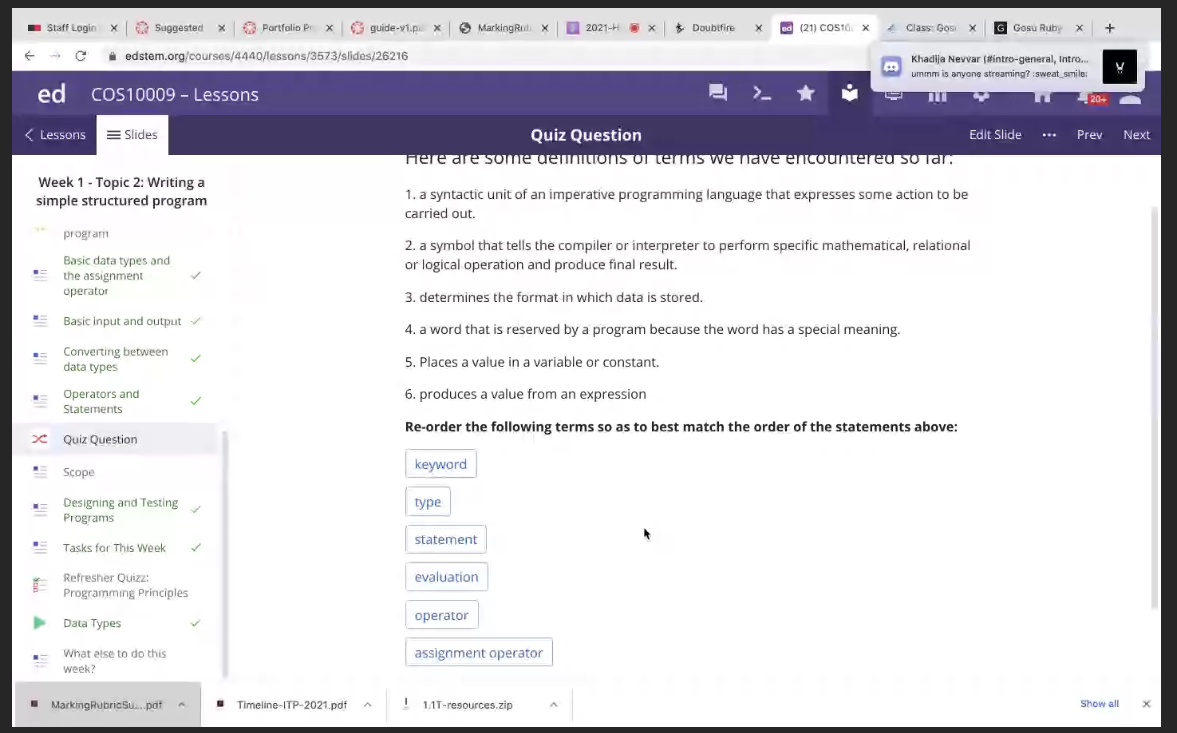 Staff Login
Suggested
Portfolio Pr
guide-v1.p
MarkingRub
2021-H
Doubtfire
(21) COS10
Class: Gos
Gosu Ruby
edstem.org/courses/4440/lessons/3573/slides/26216
Khadija Nevvar (#intro-general, Intro...
ummm is anyone streaming? :sweat_smile:
ed COS10009 – Lessons
20+
Lessons
Slides
Quiz Question
Edit Slide
Prev
Next
Week 1 - Topic 2: Writing a
simple structured program
program
Basic data types and
the assignment
operator
Basic input and output
Converting between
data types
Operators and
Statements
Quiz Question
Scope
Designing and Testing
Programs
Tasks for This Week
Refresher Quizz:
Programming Principles
Data Types
What else to do this
week?
Here are some definitions of terms we have encountered so far:
1. a syntactic unit of an imperative programming language that expresses some action to be
carried out.
2. a symbol that tells the compiler or interpreter to perform specific mathematical, relational
or logical operation and produce final result.
3. determines the format in which data is stored.
4. a word that is reserved by a program because the word has a special meaning.
5. Places a value in a variable or constant.
6. produces a value from an expression
Re-order the following terms so as to best match the order of the statements above:
keyword
type
statement
evaluation
operator
assignment operator
MarkingRubricSu....pdf
Timeline-ITP-2021.pdf
1.1T-resources.zip
Show all